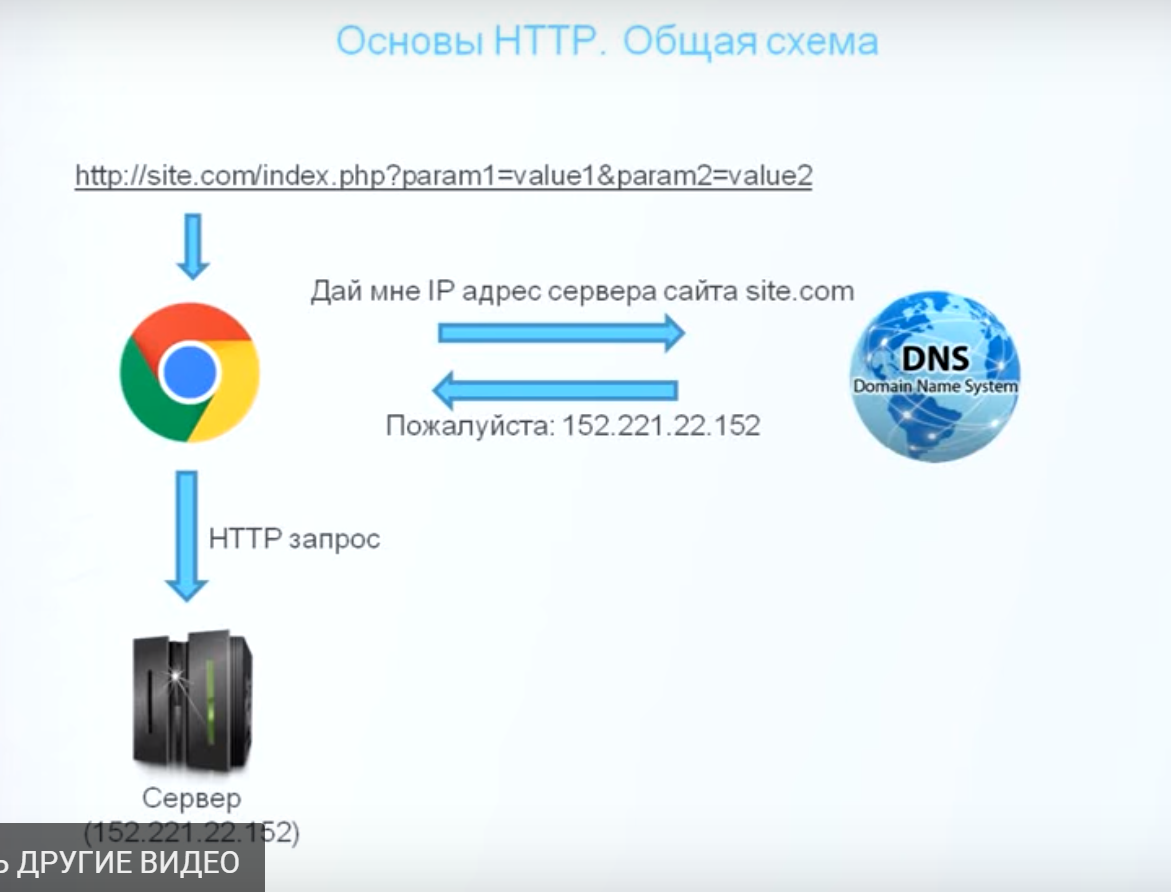 Основы HTTP. Общая схема
http://site.com/index.php?param1=value1&param2=value2
Дай мне IP адрес сервера сайта site.com
DNS
Domain Name System
Пожалуйста: 152.221.22.152
HTTP запрос
Сервер
(152.221.22.152)
Ь ДРУГИЕ ВИДЕО